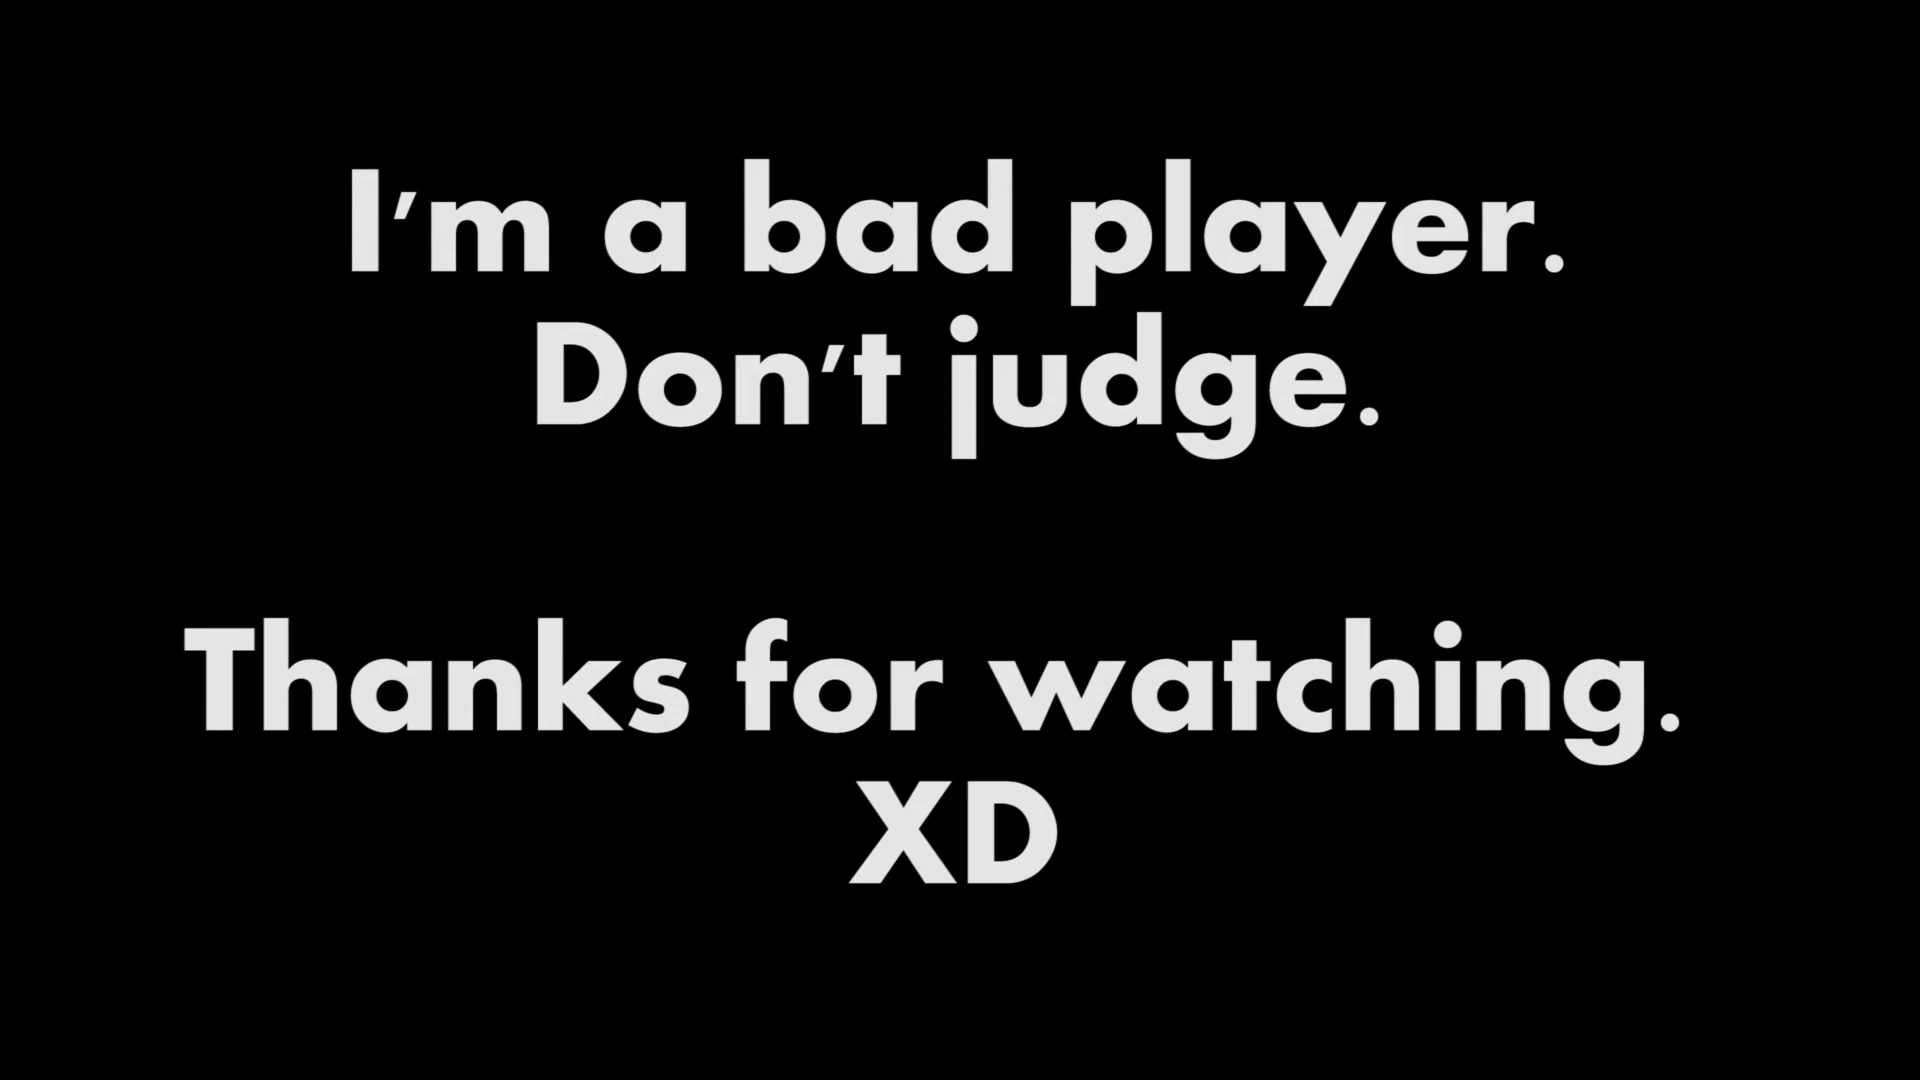 I'm a bad player.
Don't judge.
Thanks for watching.
XD